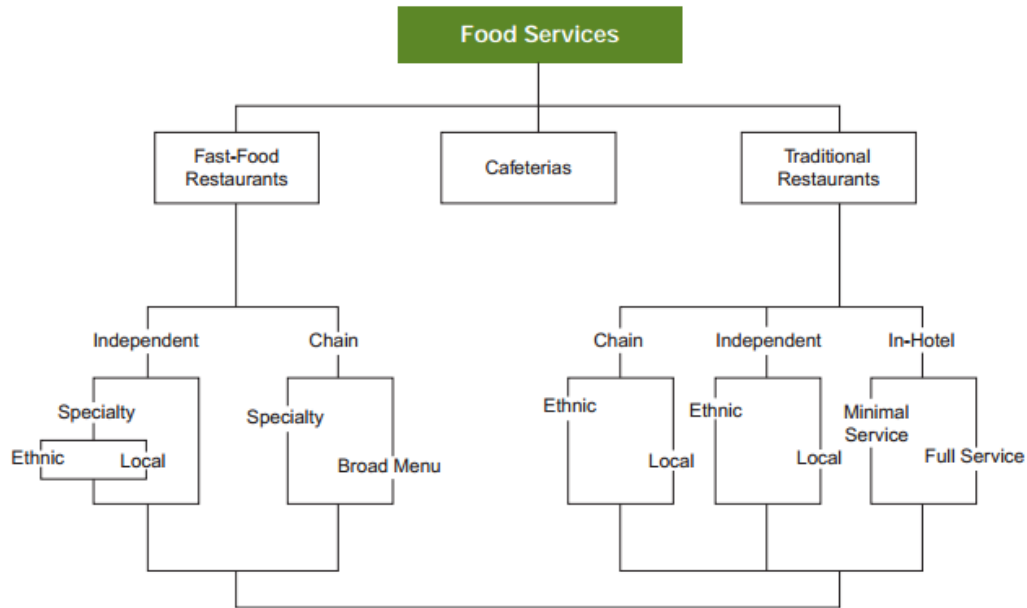 Food Services
Fast-Food
Restaurants
Cafeterias
Traditional
Restaurants
Independent
Chain
Chain
Independent
In-Hotel
Specialty
Ethnic
Local
Specialty
Broad Menu
Ethnic
Local
Ethnic
Local
Minimal
Service
Full Service